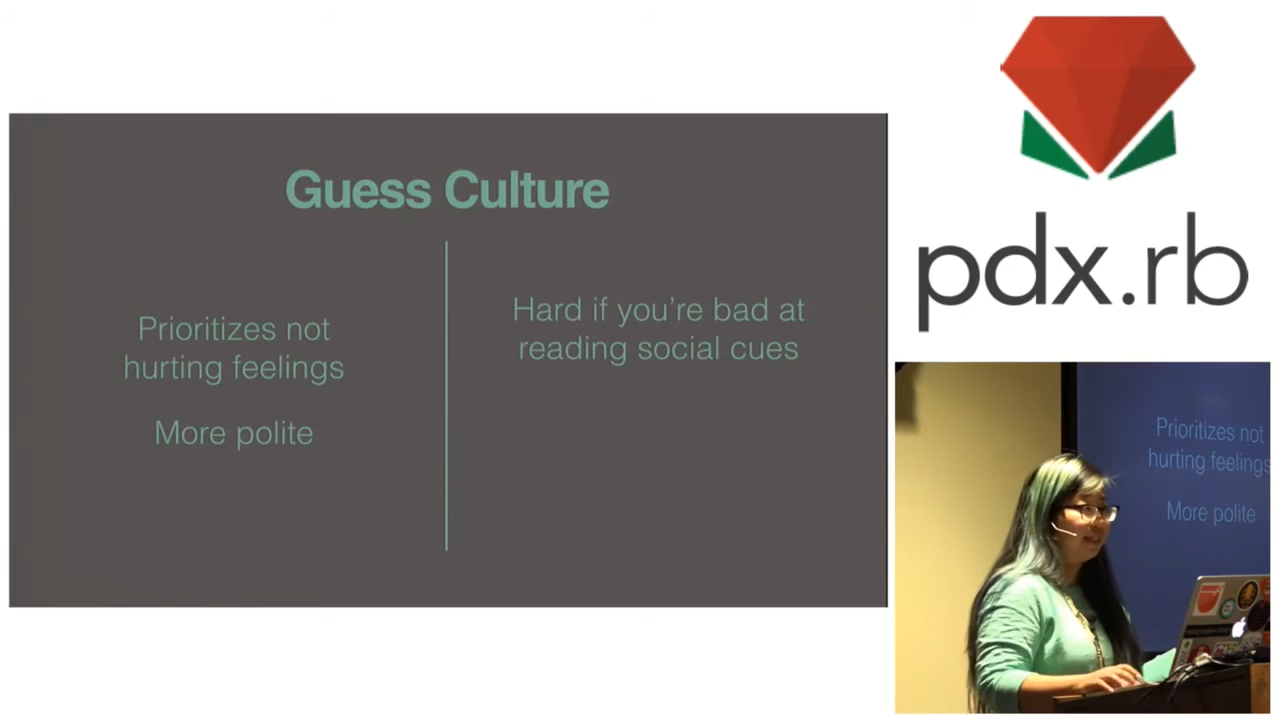 Guess Culture
Prioritizes not
hurting feelings
More polite
Hard if you're bad at
reading social cues
pdx.rb
Prioritizes not
hurting feelings
More polite